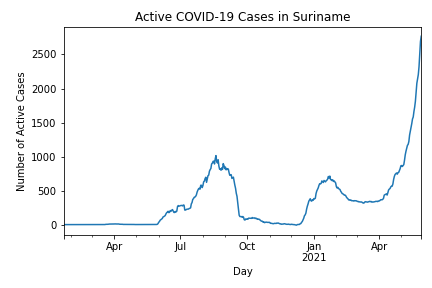 Active COVID-19 Cases in Suriname
Number of Active Cases
2500
2000
1500
1000
500
0
Apr
Jul
Oct
Jan
2021
Apr
Day